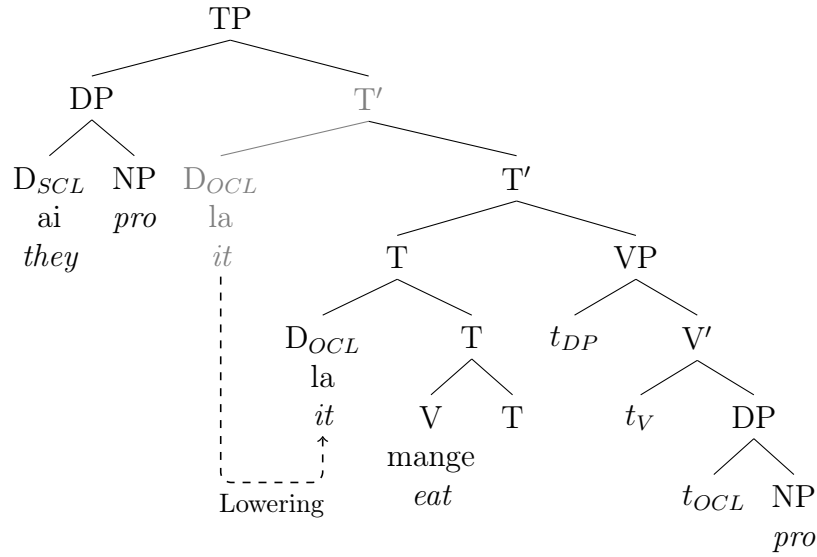 TP
DP T′
D_SCL NP D_OCL T′
ai pro la
they it T VP
D_OCL T t_DP V′
la
it V T t_V DP
mange
Lowering eat t_OCL NP
pro